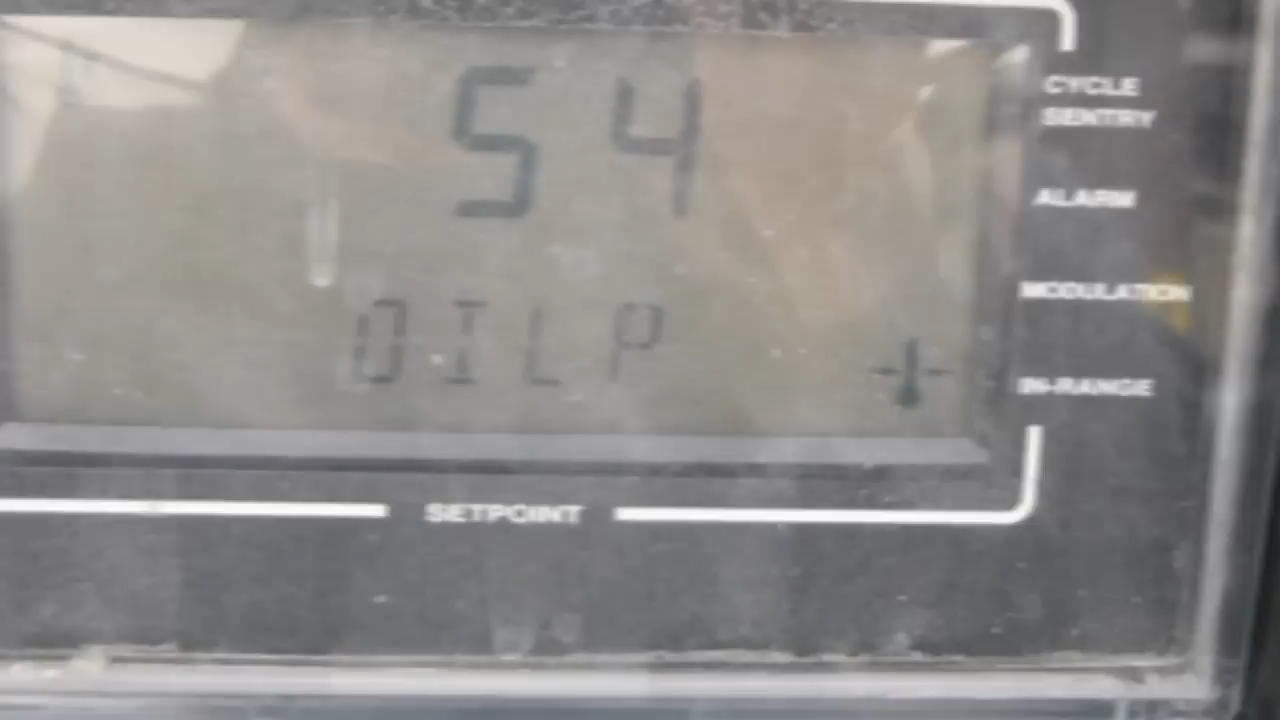 54
OILP
CYCLE
SENTRY
ALARM
MODULATION
IN-RANGE
SETPOINT